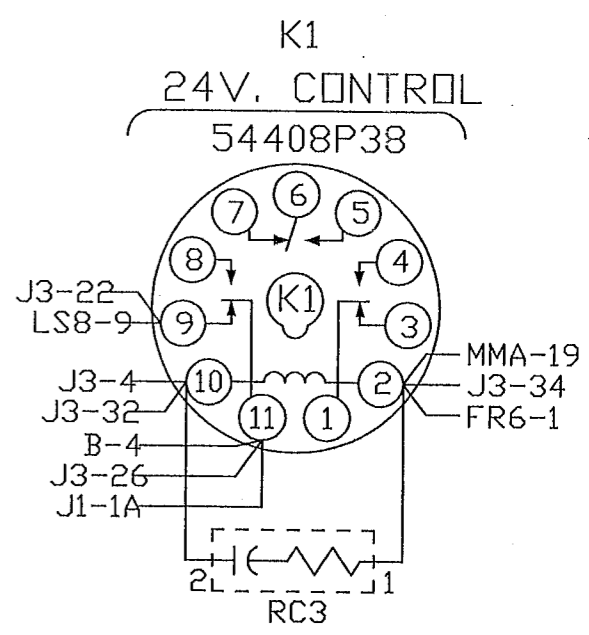 K1
24V. CONTROL
54408P38
6
7
5
8
4
J3-22
K1
LS8-9
9
3
MMA-19
J3-4
10
2
J3-34
J3-32
11
1
FR6-1
B-4
J3-26
J1-1A
2
1
RC3